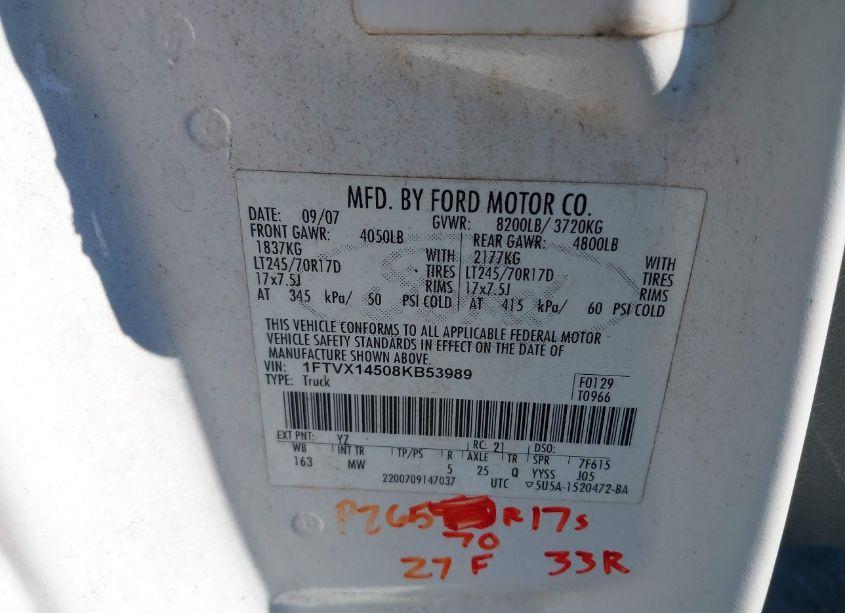 MFD. BY FORD MOTOR CO.
DATE: 09/07 GVWR: 8200LB/ 3720KG
FRONT GAWR: 4050LB REAR GAWR: 4800LB
1837KG WITH 2177KG WITH
LT245/70R17D TIRES LT245/70R17D TIRES
17x7.5J RIMS 17x7.5J RIMS
AT 345 kPa/ 50 PSI COLD AT 415 kPa/ 60 PSI COLD
THIS VEHICLE CONFORMS TO ALL APPLICABLE FEDERAL MOTOR
VEHICLE SAFETY STANDARDS IN EFFECT ON THE DATE OF
MANUFACTURE SHOWN ABOVE.
VIN: 1FTVX14508KB53989
TYPE: Truck
F0129
T0966
EXT PNT: YZ RC: 21 DSO:
WB INT TR TP/PS R AXLE TR SPR 7F615
163 MW 5 25 Q YYSS J05
2200709147037 UTC ▽5U5A-1520472-BA
P265 R17s
70
27 F 33R